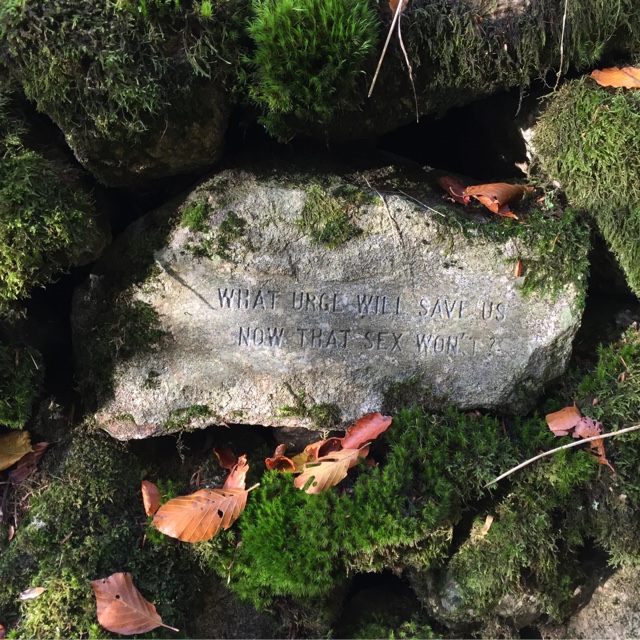 WHAT URGE WILL SAVE US
NOW THAT SEX WON'T?